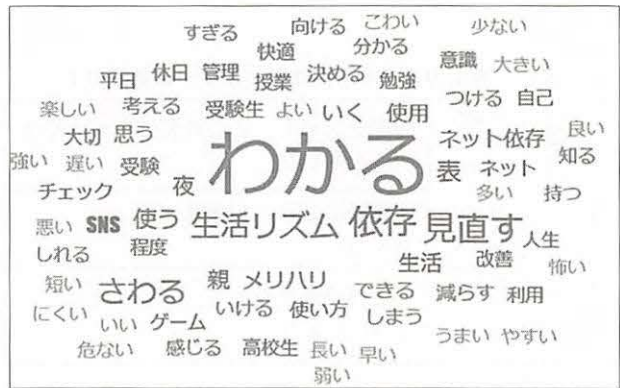 すぎる 向ける こわい 少ない
快適 分かる
平日 休日 管理 授業 決める 勉強 意識 大きい
楽しい 考える 受験生 よい いく 使用 つける 自己
大切 思う わかる ネット依存 良い
強い 遅い 受験 夜 表 ネット 知る
チェック 多い 持つ
悪い SNS 使う 生活リズム 依存 見直す 人生
しれる 程度 生活 改善 怖い
短い さわる 親 メリハリ できる 減らす 利用
にくい いい ゲーム いける 使い方 しまう
うまい やすい
危ない 感じる 高校生 長い 早い
弱い